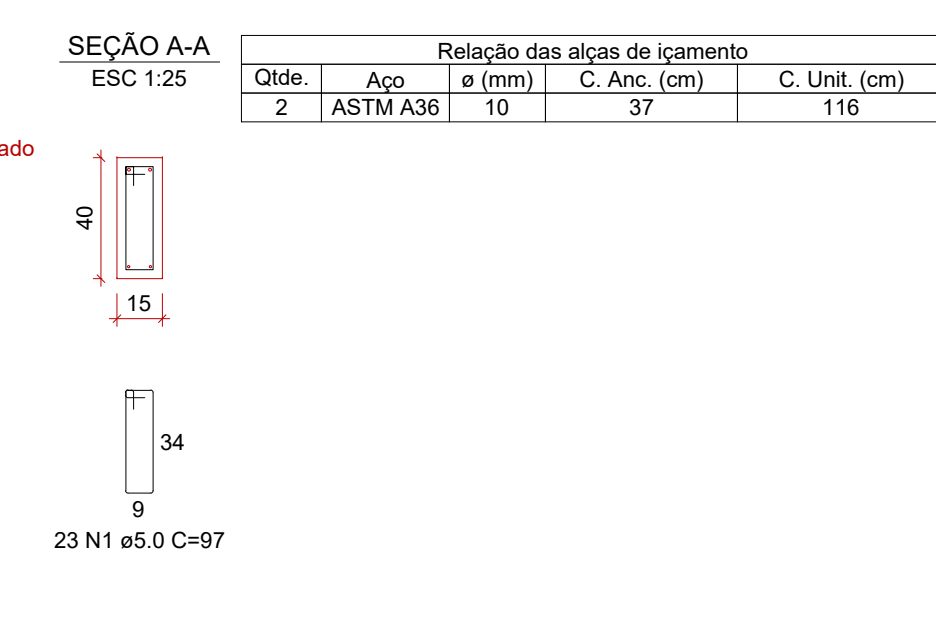 SEÇÃO A-A
ESC 1:25
Relação das alças de içamento
Qtde. Aço ø (mm) C. Anc. (cm) C. Unit. (cm)
2 ASTM A36 10 37 116
ado
40
15
34
9
23 N1 ø5.0 C=97